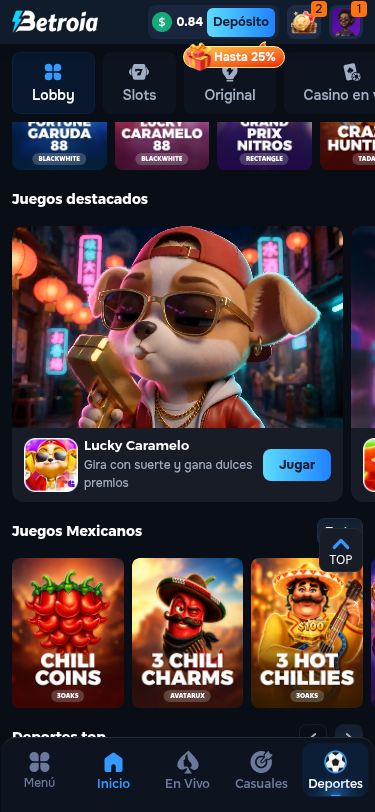 Betroia
$ 0.84 Depósito
2
1
Hasta 25%
Lobby
Slots
Original
Casino en v
FORTUNE
GARUDA
88
BLACKWHITE
LUCKY
CARAMELO
88
BLACKWHITE
GRAND
PRIX
NITROS
RECTANGLE
CRA
HUNT
TADA
Juegos destacados
Lucky Caramelo
Gira con suerte y gana dulces
premios
Jugar
Juegos Mexicanos
TOP
CHILI
COINS
3OAKS
3 CHILI
CHARMS
AVATARUX
$100
3 HOT
CHILLIES
3OAKS
Deportes top
Menú
Inicio
En Vivo
Casuales
Deportes